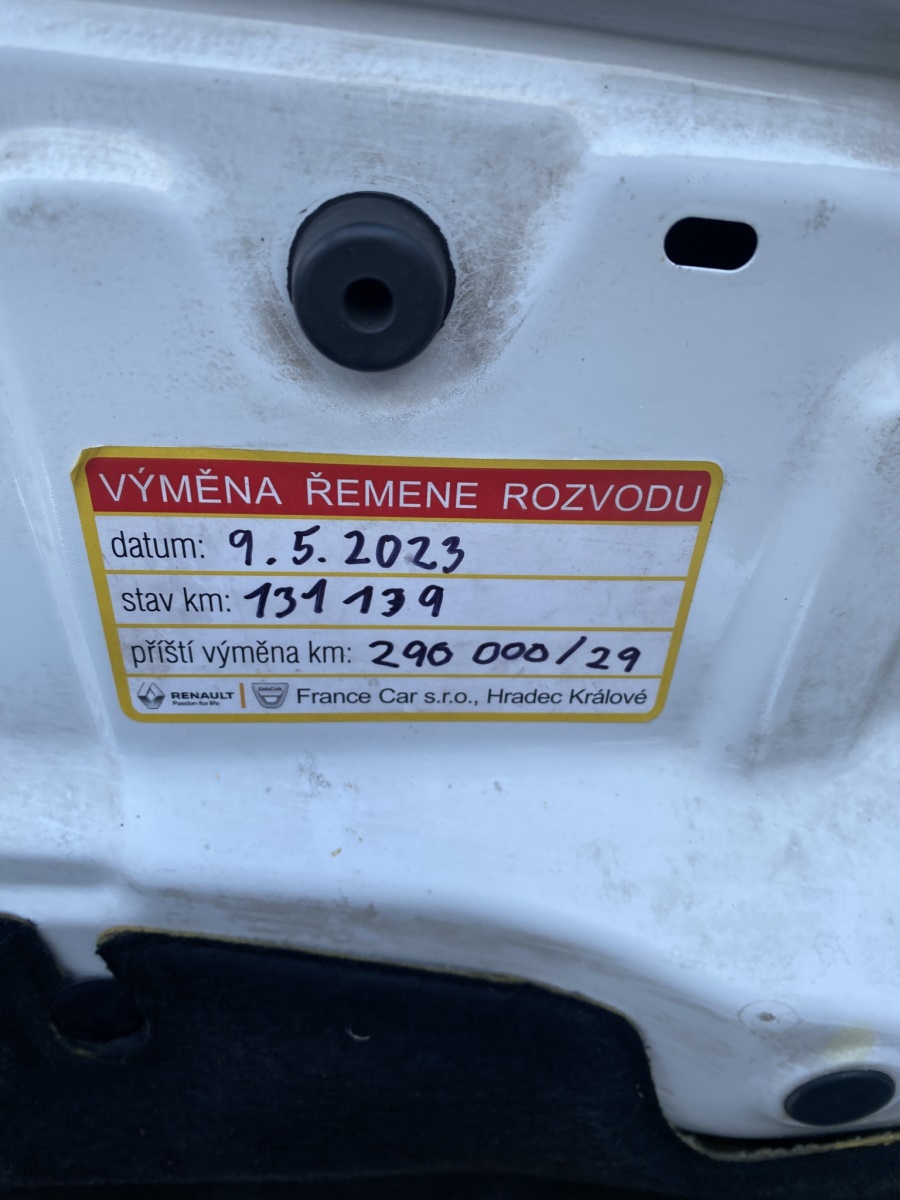 VÝMĚNA ŘEMENE ROZVODU
datum: 9.5.2023
stav km: 131 139
příští výměna km: 290 000/29
RENAULT Passion for life DACIA France Car s.r.o., Hradec Králové